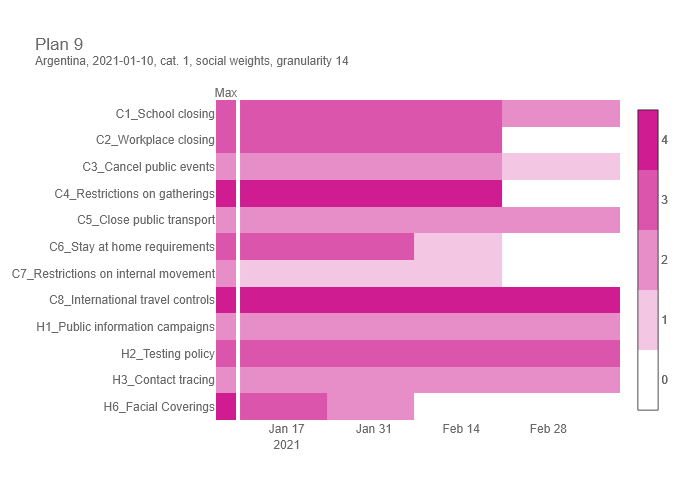 Plan 9
Argentina, 2021-01-10, cat. 1, social weights, granularity 14
Max
C1_School closing
C2_Workplace closing
C3_Cancel public events
C4_Restrictions on gatherings
C5_Close public transport
C6_Stay at home requirements
C7_Restrictions on internal movement
C8_International travel controls
H1_Public information campaigns
H2_Testing policy
H3_Contact tracing
H6_Facial Coverings
Jan 17 Jan 31 Feb 14 Feb 28
2021
4
3
2
1
0